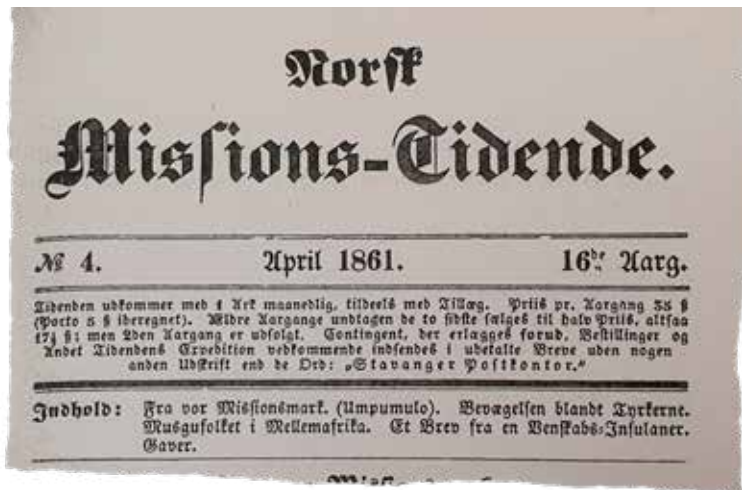 Norsk
Missions-Tidende.
№ 4. April 1861. 16de Aarg.
Tidenden udkommer med 1 Ark maanedlig, tildeels med Tillæg. Priis pr. Aargang 35 ß
(Porto 5 ß iberegnet). Ældre Aargange undtagen de to sidste sælges til halv Priis, altsaa
17½ ß; men 2den Aargang er udsolgt. Contingent, der erlægges forud, Bestillinger og
Andet Tidendens Expedition vedkommende indsendes i ubetalte Breve uden nogen
anden Udskrift end de Ord: „Stavanger Postkontor."
Indhold: Fra vor Missionsmark. (Umpumulo). Bevægelsen blandt Tyrkerne.
Musgufolket i Mellemafrika. Et Brev fra en Venskabs-Insulaner.
Gaver.